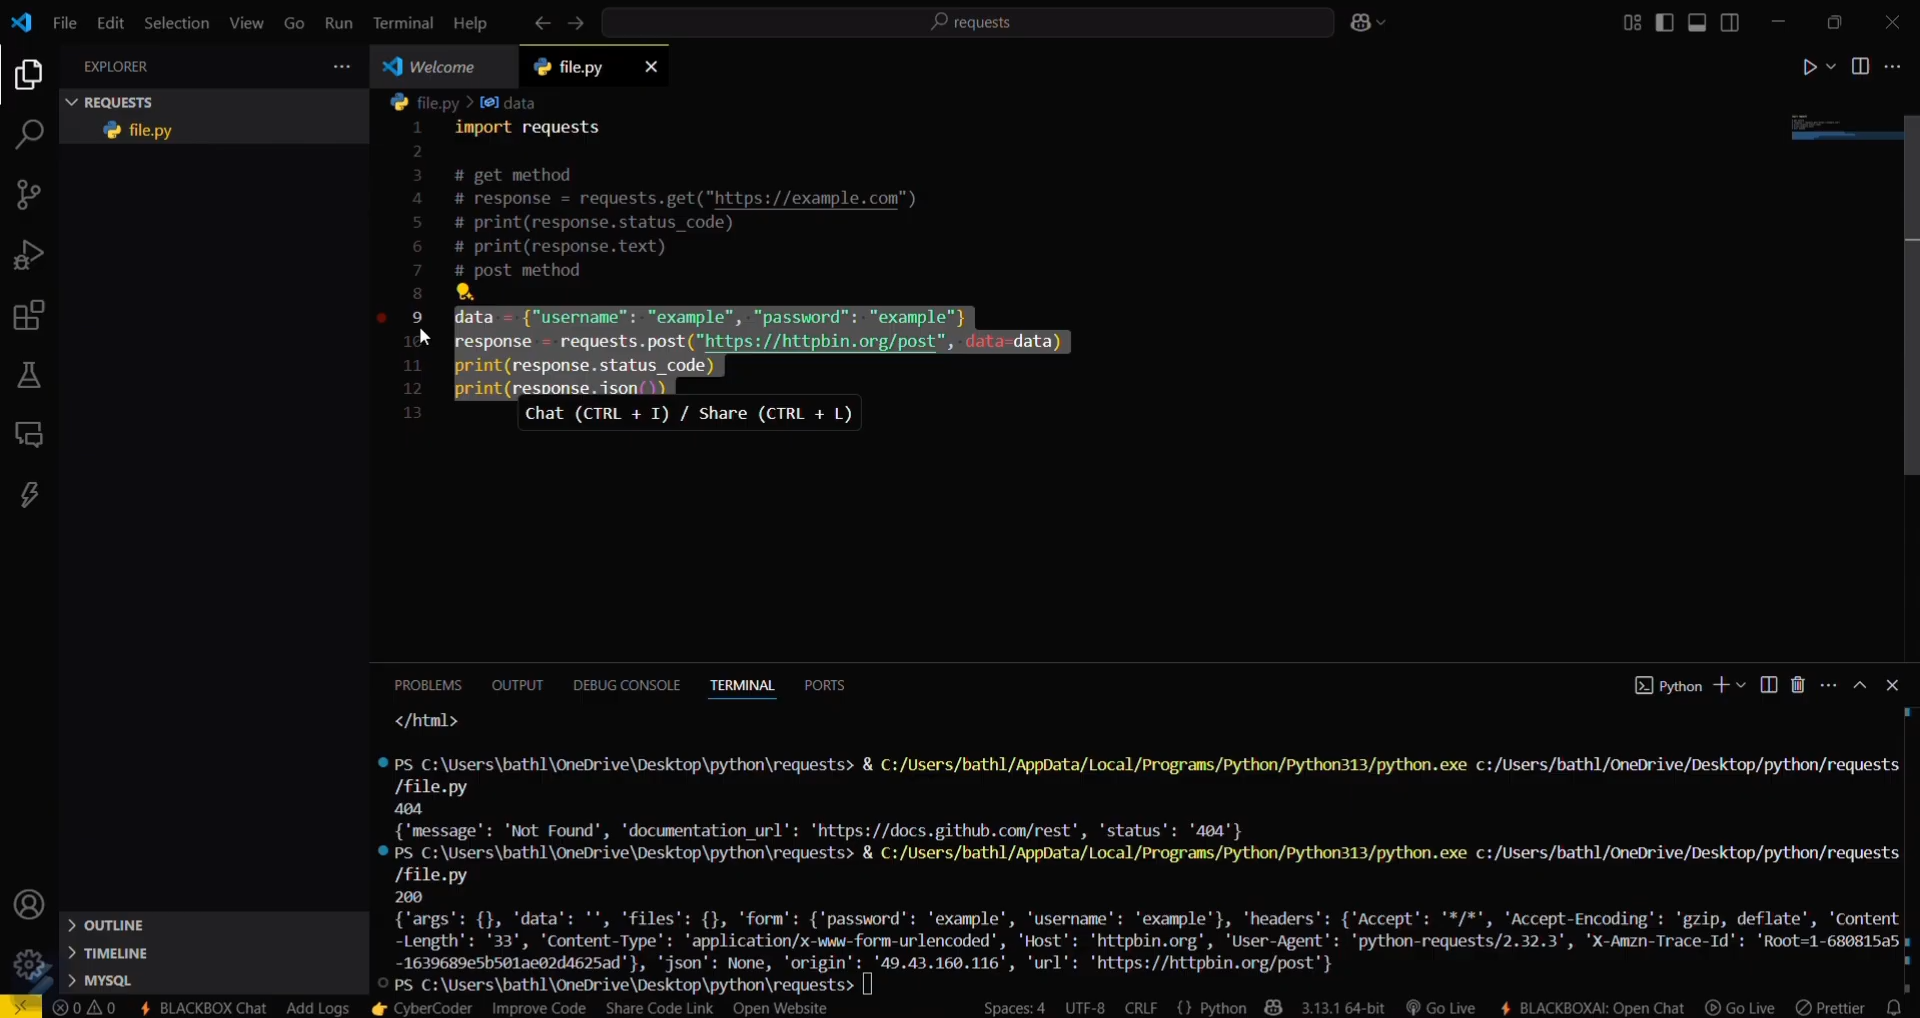 File Edit Selection View Go Run Terminal Help
requests
EXPLORER
REQUESTS
file.py
Welcome
file.py
file.py > data
1 import requests
2
3 # get method
4 # response = requests.get("https://example.com")
5 # print(response.status_code)
6 # print(response.text)
7 # post method
8
9 data = {"username": "example", "password": "example"}
10 response = requests.post("https://httpbin.org/post", data=data)
11 print(response.status_code)
12 print(response.json())
13
Chat (CTRL + I) / Share (CTRL + L)
PROBLEMS OUTPUT DEBUG CONSOLE TERMINAL PORTS
Python
</html>
PS C:\Users\bathl\OneDrive\Desktop\python\requests> & C:/Users/bathl/AppData/Local/Programs/Python/Python313/python.exe c:/Users/bathl/OneDrive/Desktop/python/requests
/file.py
404
{'message': 'Not Found', 'documentation_url': 'https://docs.github.com/rest', 'status': '404'}
PS C:\Users\bathl\OneDrive\Desktop\python\requests> & C:/Users/bathl/AppData/Local/Programs/Python/Python313/python.exe c:/Users/bathl/OneDrive/Desktop/python/requests
/file.py
200
{'args': {}, 'data': '', 'files': {}, 'form': {'password': 'example', 'username': 'example'}, 'headers': {'Accept': '*/*', 'Accept-Encoding': 'gzip, deflate', 'Content
-Length': '33', 'Content-Type': 'application/x-www-form-urlencoded', 'Host': 'httpbin.org', 'User-Agent': 'python-requests/2.32.3', 'X-Amzn-Trace-Id': 'Root=1-680815a5
-1639689e5b501ae02d4625ad'}, 'json': None, 'origin': '49.43.160.116', 'url': 'https://httpbin.org/post'}
PS C:\Users\bathl\OneDrive\Desktop\python\requests>
OUTLINE
TIMELINE
MYSQL
0 0 BLACKBOX Chat Add Logs CyberCoder Improve Code Share Code Link Open Website Spaces: 4 UTF-8 CRLF {} Python 3.13.1 64-bit Go Live BLACKBOXAI: Open Chat Go Live Prettier